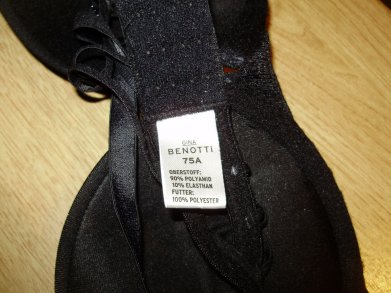 GINA
BENOTTI
75A
OBERSTOFF:
90% POLYAMID
10% ELASTHAN
FUTTER:
100% POLYESTER